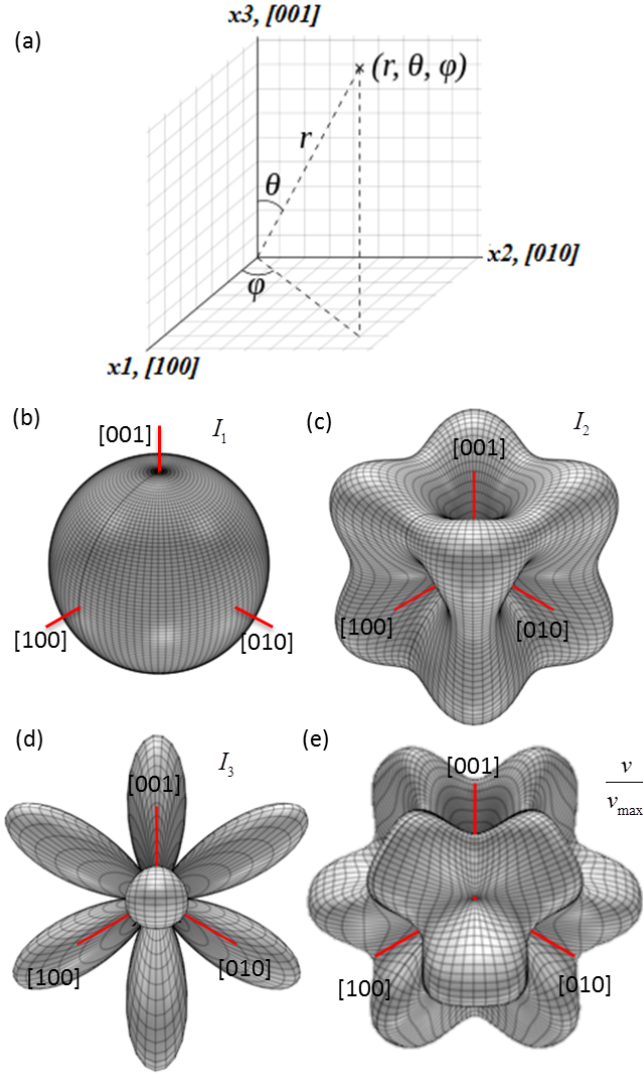 x3, [001]
(a)
(r, θ, φ)
r
θ
x2, [010]
φ
x1, [100]
(b)
[001]
I₁
[100]
[010]
(c)
[001]
I₂
[100]
[010]
(d)
[001]
I₃
[100]
[010]
(e)
[001]
v
vmax
[100]
[010]